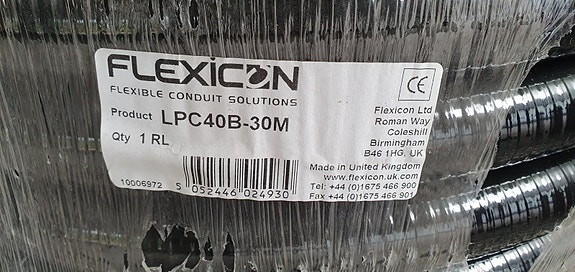 FLEXICON
FLEXIBLE CONDUIT SOLUTIONS
Product LPC40B-30M
Qty 1 RL
10006972
5 052446 024930
CE
Flexicon Ltd
Roman Way
Coleshill
Birmingham
B46 1HG, UK
Made in United Kingdom
www.flexicon.uk.com
Tel: +44 (0)1675 466 900
Fax +44 (0)1675 466 901